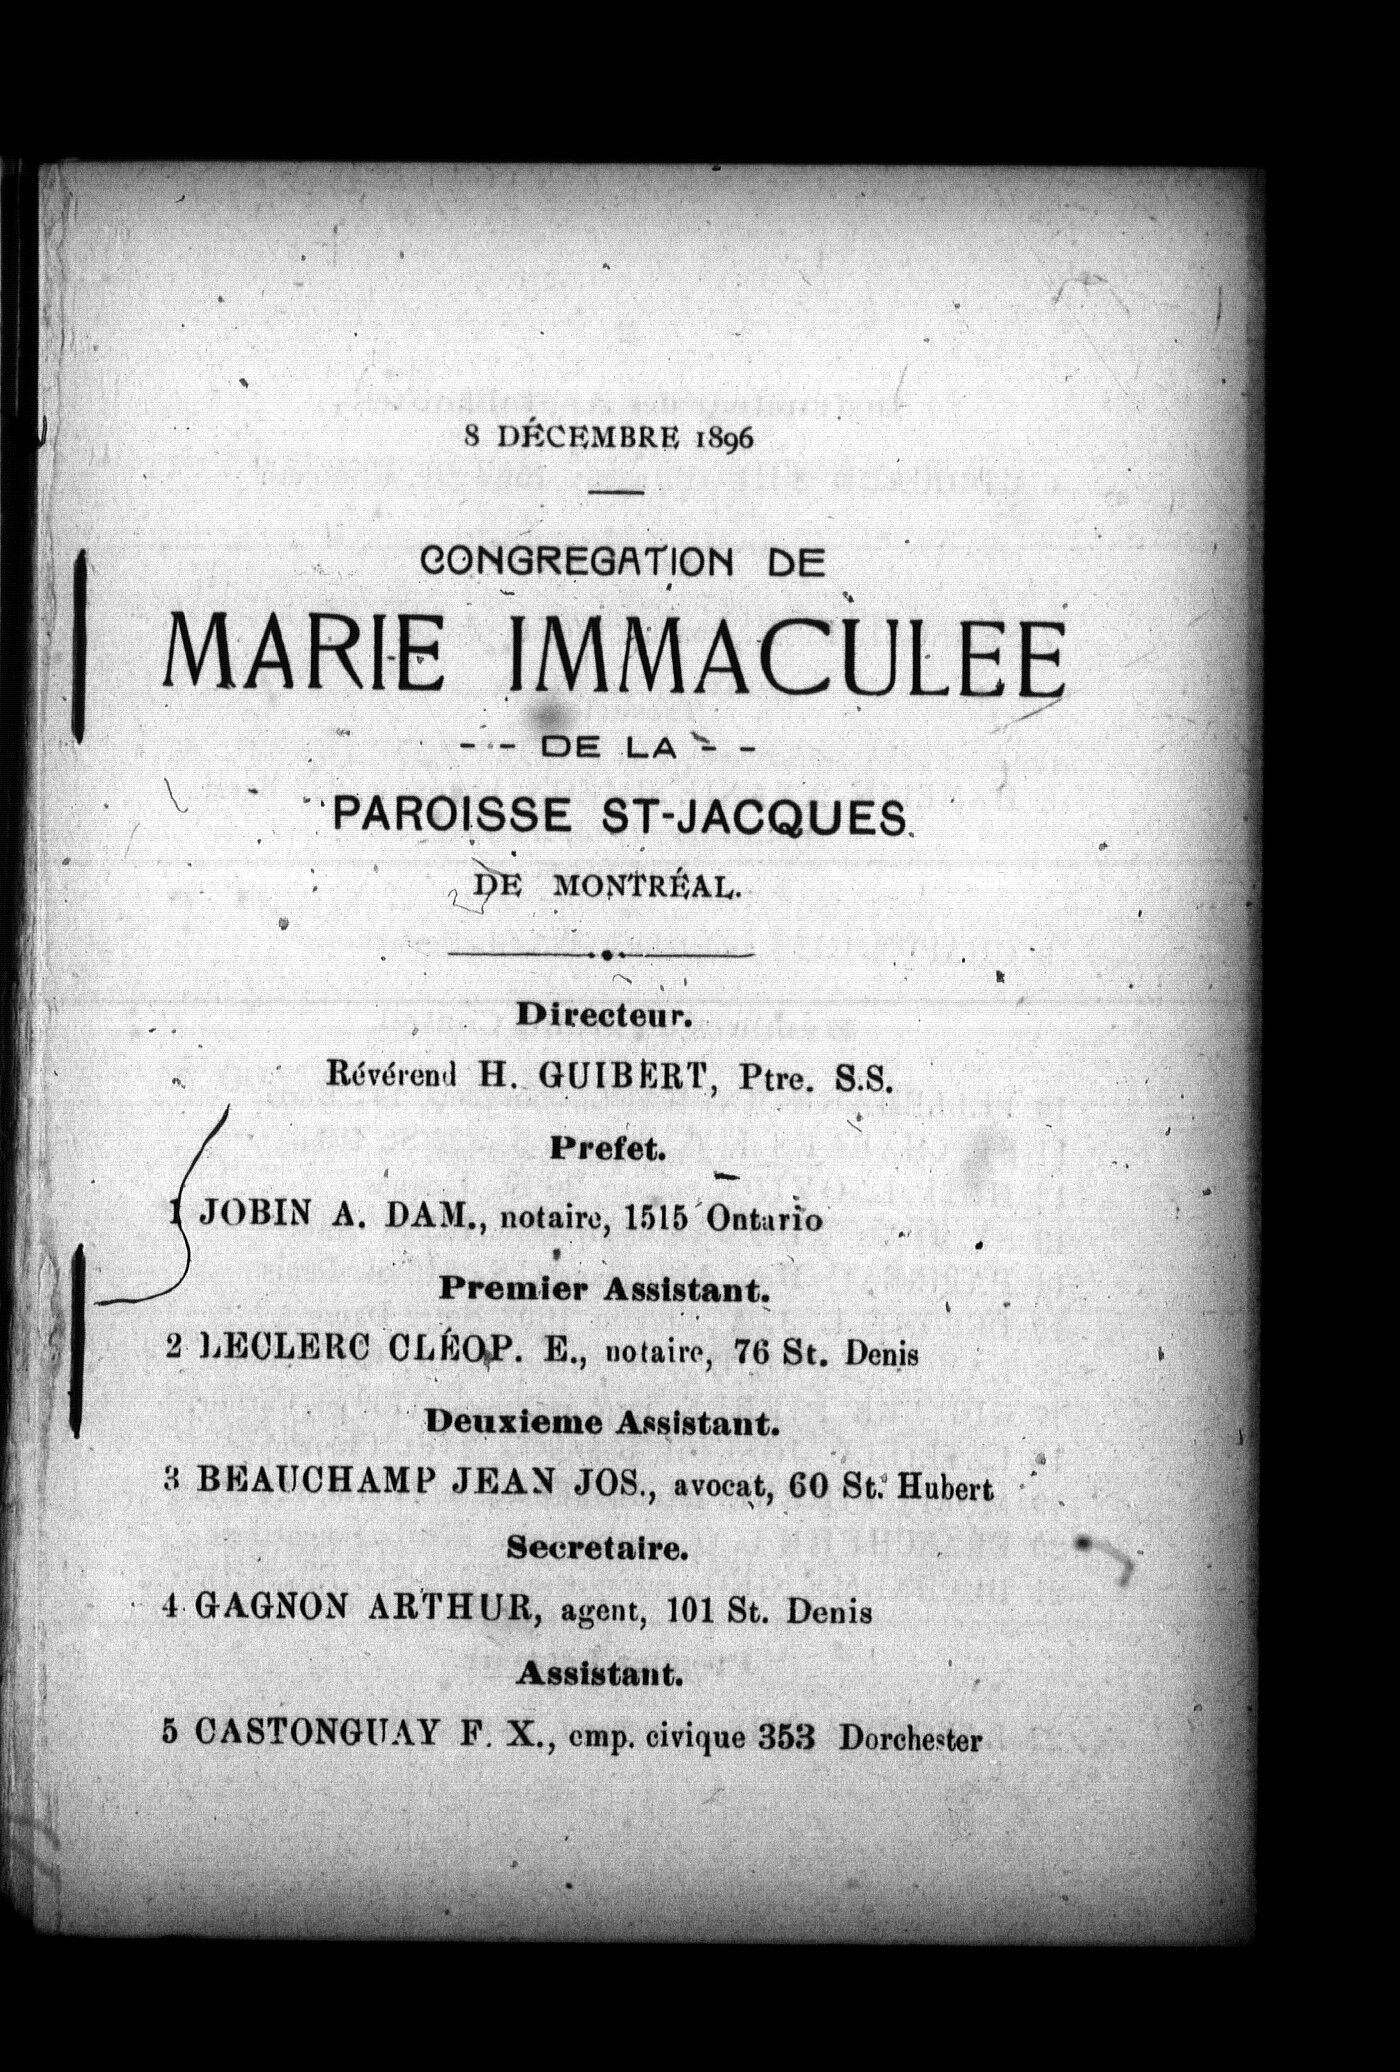 8 DÉCEMBRE 1896
CONGREGATION DE
MARIE IMMACULEE
- - DE LA - -
PAROISSE ST-JACQUES
DE MONTRÉAL.
Directeur.
Révérend H. GUIBERT, Ptre. S.S.
Prefet.
1 JOBIN A. DAM., notaire, 1515 Ontario
Premier Assistant.
2 LECLERC CLÉOP. E., notaire, 76 St. Denis
Deuxieme Assistant.
3 BEAUCHAMP JEAN JOS., avocat, 60 St. Hubert
Secretaire.
4 GAGNON ARTHUR, agent, 101 St. Denis
Assistant.
5 CASTONGUAY F. X., emp. civique 353 Dorchester